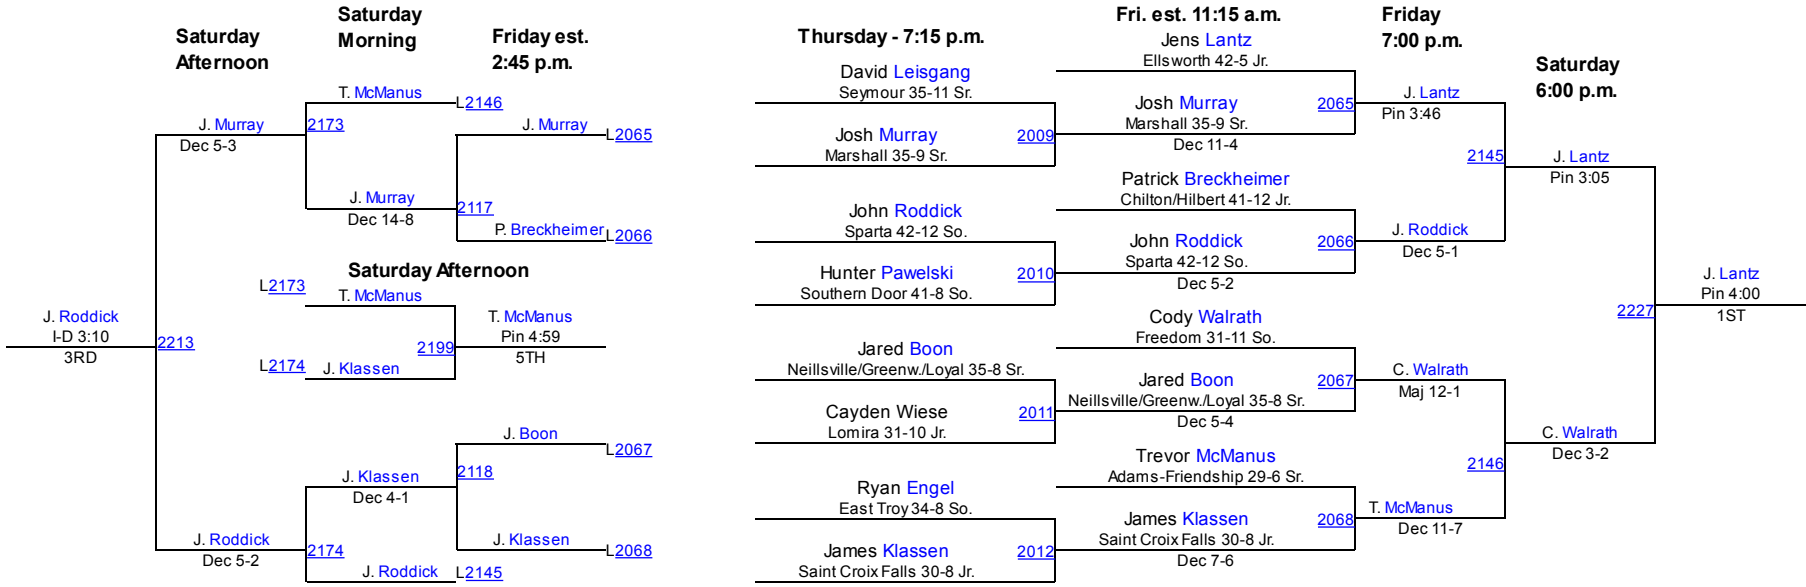 Saturday
Afternoon
Saturday
Morning
Friday est.
2:45 p.m.
T. McManus
L2146
J. Murray
Dec 5-3
2173
J. Murray
L2065
J. Murray
Dec 14-8
2117
P. Breckheimer
L2066
Saturday Afternoon
L2173
T. McManus
J. Roddick
I-D 3:10
3RD
2213
2199
T. McManus
Pin 4:59
5TH
L2174
J. Klassen
J. Boon
L2067
J. Klassen
Dec 4-1
2118
J. Roddick
Dec 5-2
2174
J. Klassen
L2068
J. Roddick
L2145
Thursday - 7:15 p.m.
David Leisgang
Seymour 35-11 Sr.
Josh Murray
Marshall 35-9 Sr.
2009
John Roddick
Sparta 42-12 So.
Hunter Pawelski
Southern Door 41-8 So.
2010
Jared Boon
Neillsville/Greenw./Loyal 35-8 Sr.
Cayden Wiese
Lomira 31-10 Jr.
2011
Ryan Engel
East Troy 34-8 So.
James Klassen
Saint Croix Falls 30-8 Jr.
2012
Fri. est. 11:15 a.m.
Jens Lantz
Ellsworth 42-5 Jr.
Josh Murray
Marshall 35-9 Sr.
Dec 11-4
2065
Patrick Breckheimer
Chilton/Hilbert 41-12 Jr.
John Roddick
Sparta 42-12 So.
Dec 5-2
2066
Cody Walrath
Freedom 31-11 So.
Jared Boon
Neillsville/Greenw./Loyal 35-8 Sr.
Dec 5-4
2067
Trevor McManus
Adams-Friendship 29-6 Sr.
James Klassen
Saint Croix Falls 30-8 Jr.
Dec 7-6
2068
Friday
7:00 p.m.
J. Lantz
Pin 3:46
2145
J. Roddick
Dec 5-1
C. Walrath
Maj 12-1
2146
T. McManus
Dec 11-7
Saturday
6:00 p.m.
J. Lantz
Pin 3:05
2227
C. Walrath
Dec 3-2
J. Lantz
Pin 4:00
1ST